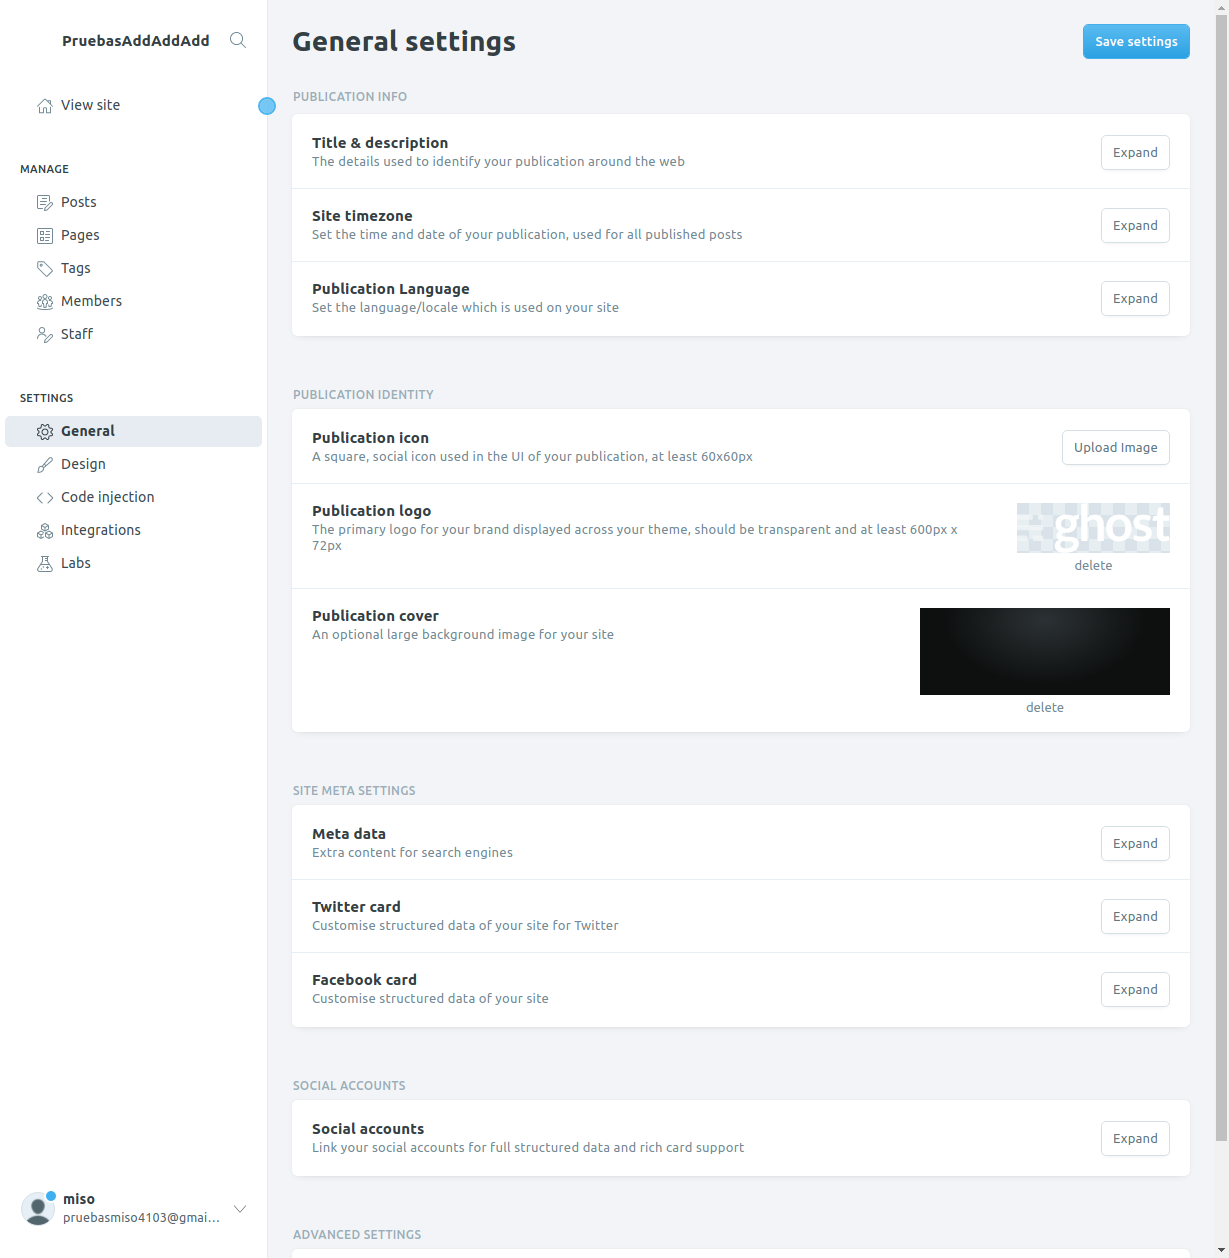 PruebasAddAddAdd
View site
MANAGE
Posts
Pages
Tags
Members
Staff
SETTINGS
General
Design
Code injection
Integrations
Labs
miso
pruebasmiso4103@gmai...
General settings
Save settings
PUBLICATION INFO
Title & description
The details used to identify your publication around the web
Expand
Site timezone
Set the time and date of your publication, used for all published posts
Expand
Publication Language
Set the language/locale which is used on your site
Expand
PUBLICATION IDENTITY
Publication icon
A square, social icon used in the UI of your publication, at least 60x60px
Upload Image
Publication logo
The primary logo for your brand displayed across your theme, should be transparent and at least 600px x
72px
ghost
delete
Publication cover
An optional large background image for your site
delete
SITE META SETTINGS
Meta data
Extra content for search engines
Expand
Twitter card
Customise structured data of your site for Twitter
Expand
Facebook card
Customise structured data of your site
Expand
SOCIAL ACCOUNTS
Social accounts
Link your social accounts for full structured data and rich card support
Expand
ADVANCED SETTINGS